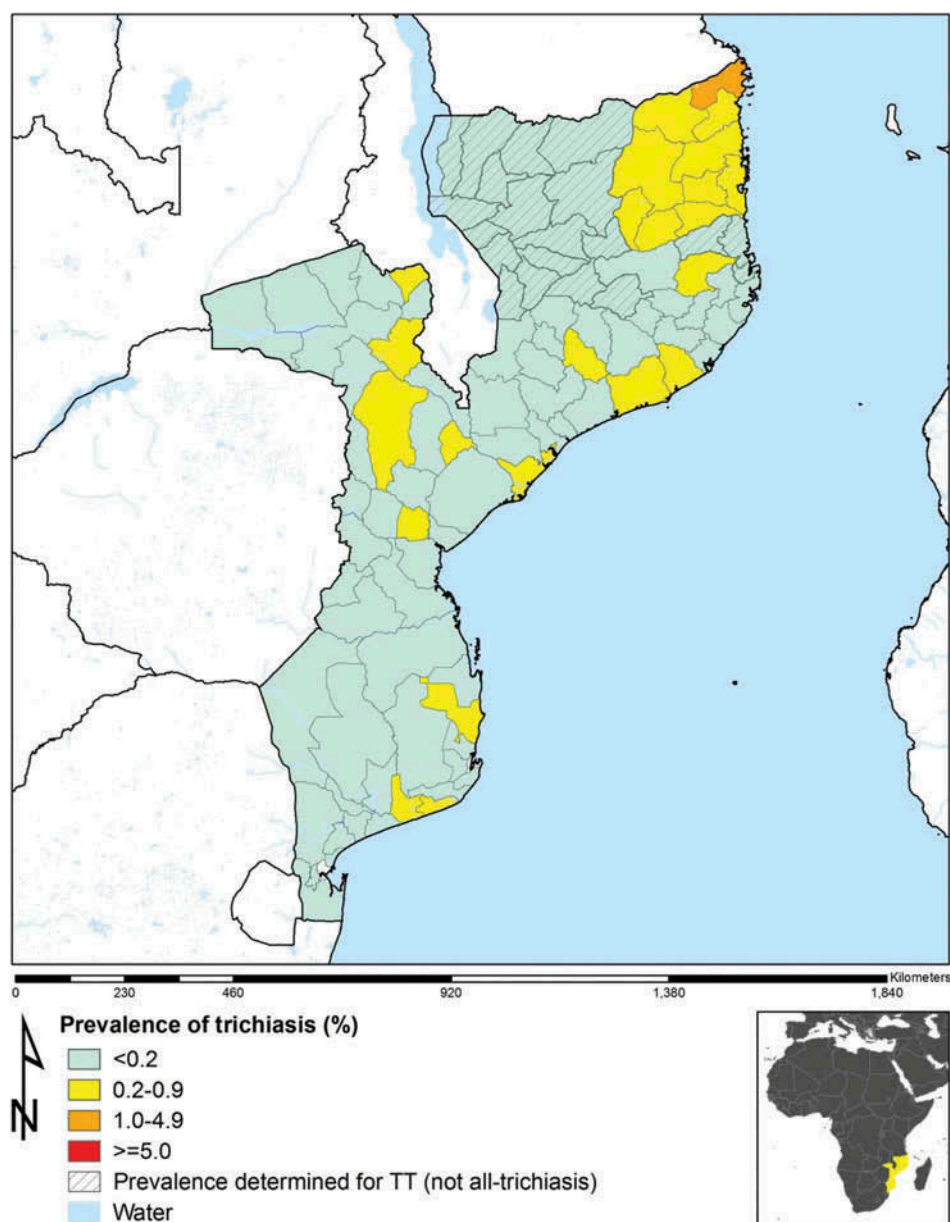 0 230 460 920 1,380 1,840 Kilometers
Prevalence of trichiasis (%)
<0.2
0.2-0.9
1.0-4.9
>=5.0
Prevalence determined for TT (not all-trichiasis)
Water
N